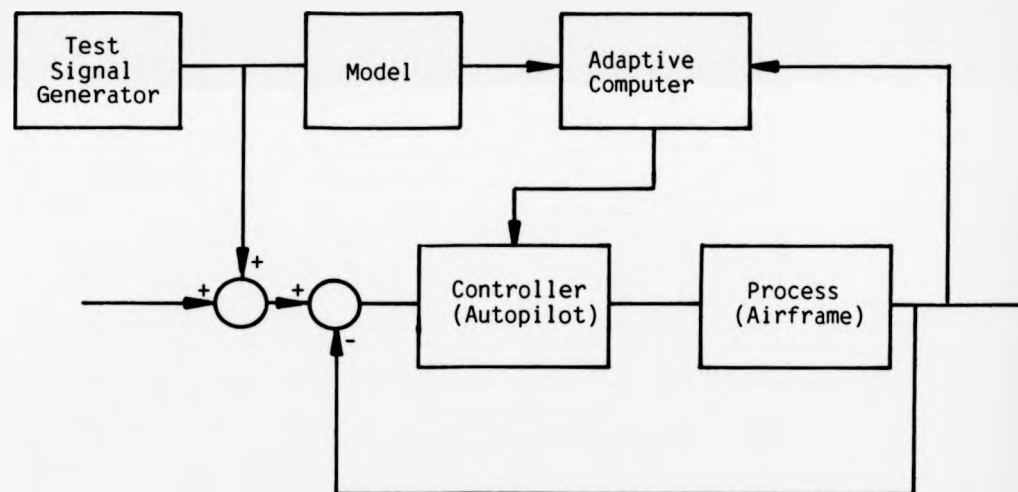 Test
Signal
Generator
Model
Adaptive
Computer
+
+
+
-
Controller
(Autopilot)
Process
(Airframe)